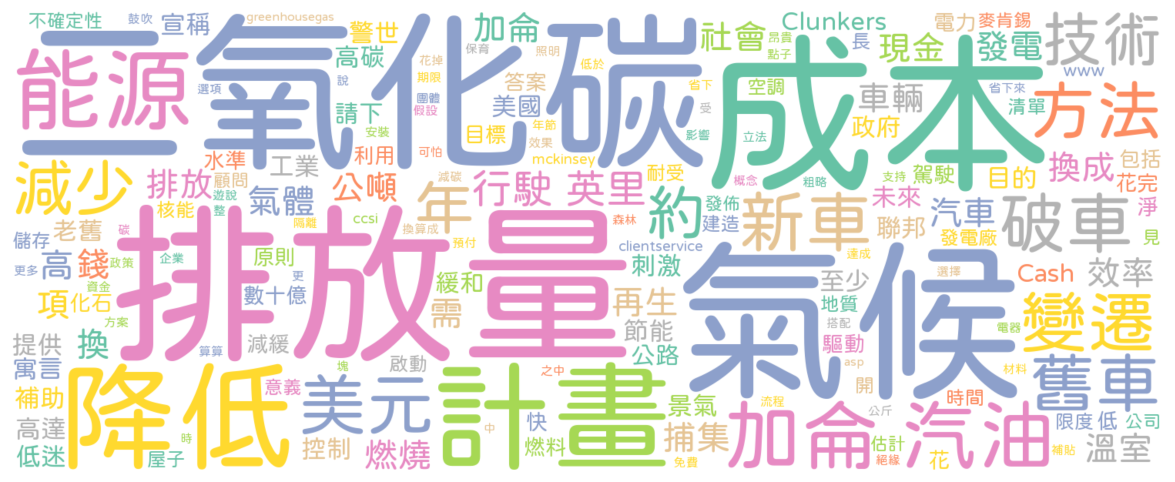 不確定性 鼓吹 宣稱 greenhousegas 警世 加侖 Clunkers 電力 麥肯錫
二氧化碳 成本 技術
能源 高碳 花掉 保育 照明 昂貴 點子 社會 長 現金 發電
選項 說 期限 答案 低於 省下 空調 車輛 www 省下來
請下 團體 假設 美國 受 清單 方法
安裝 目標 年節 影響 立法 政府
減少 水準 工業 利用 可怕 效果 mckinsey 耐受 概念 粗略 支持 駕駛 目的 換成 包括
排放 顧問 減碳 公噸 年 行駛 英里 約 發佈 新車 未來 汽車 破車 花完
核能 遊說 氣體 隔離 ccsi 森林 建造 聯邦 發電廠 淨
老舊 碳 整 換算成 clientservice 見
儲存 政策 企業 原則 預付 達成
更多 高 錢 資金 排放量 更 緩和 需 再生 刺激 氣候 至少 選擇 Cash 效率
項 化石 數十億 地質 變遷
提供 換 方案 算算 減緩 節能 公路 驅動 搭配 電器
寓言 塊 啟動 之中 asp 材料 舊車
補助 降低 意義 美元 計畫 景氣 加侖 汽油 開 時間
高達 控制 快 流程 捕集 公斤 估計 限度 低 公司
低迷 時 屋子 燃燒 中 燃料 免費 絕緣 花 補貼 溫室